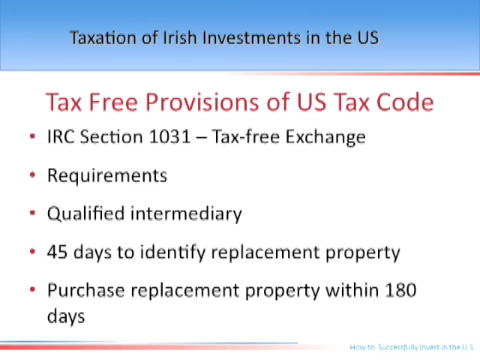 Taxation of Irish Investments in the US
Tax Free Provisions of US Tax Code
• IRC Section 1031 – Tax-free Exchange
• Requirements
• Qualified intermediary
• 45 days to identify replacement property
• Purchase replacement property within 180
days
How to Successfully Invest in the U.S